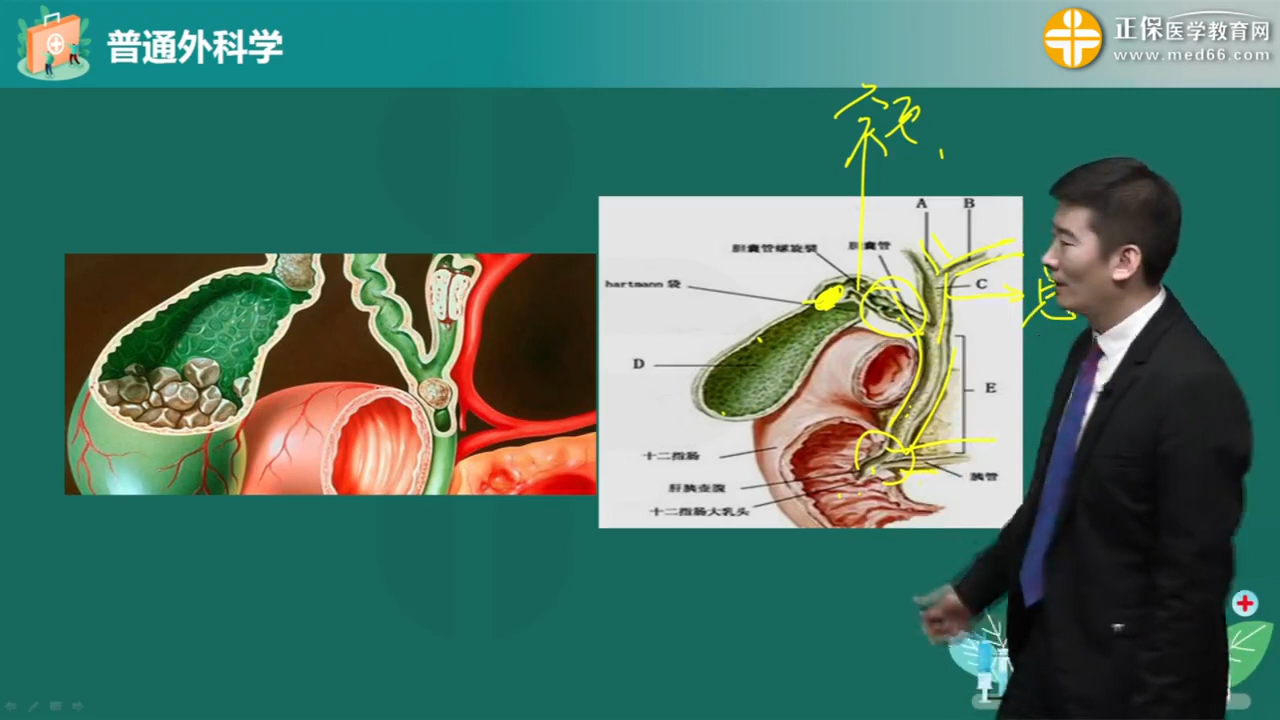 普通外科学
正保医学教育网
www.med66.com
A B
胆囊管螺旋襞 胆囊管
hartmann 袋
C
总
D
E
十二指肠
肝胰壶腹
胰管
十二指肠大乳头